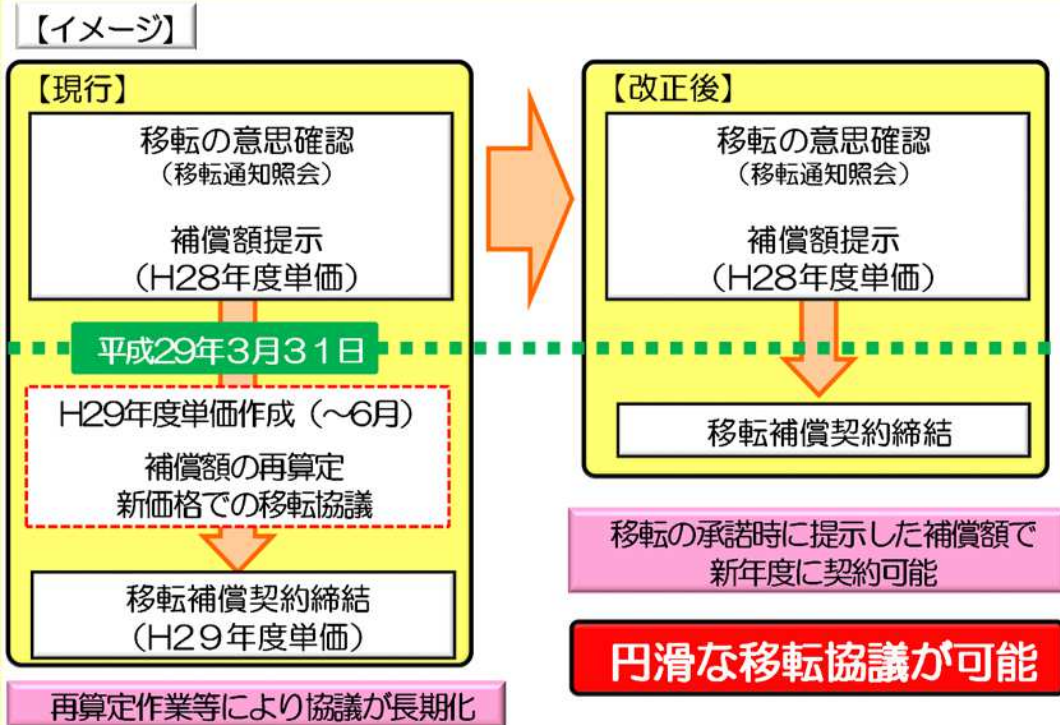 【イメージ】
【現行】
移転の意思確認
（移転通知照会）
補償額提示
（H28年度単価）
平成29年3月31日
H29年度単価作成（～6月）
補償額の再算定
新価格での移転協議
移転補償契約締結
（H29年度単価）
再算定作業等により協議が長期化
【改正後】
移転の意思確認
（移転通知照会）
補償額提示
（H28年度単価）
移転補償契約締結
移転の承諾時に提示した補償額で
新年度に契約可能
円滑な移転協議が可能